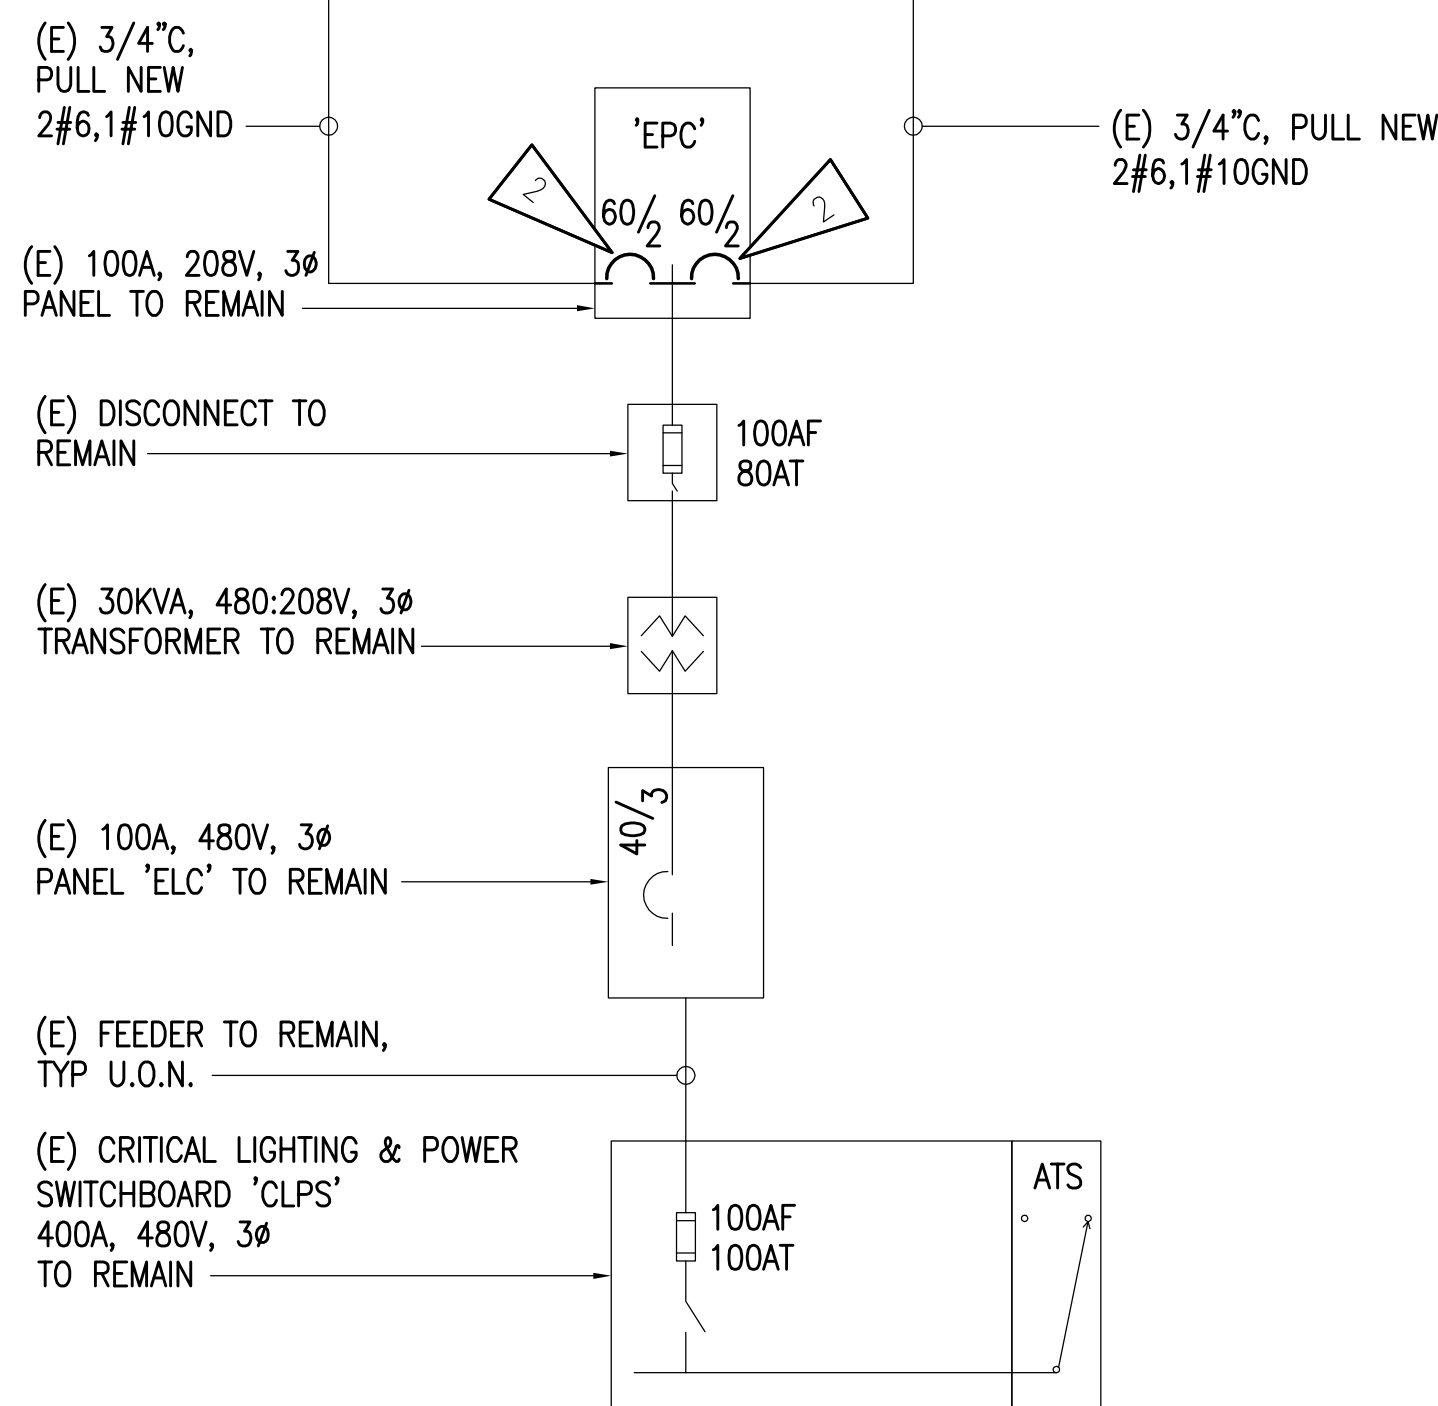 (E) 3/4”C,
PULL NEW
2#6,1#10GND
'EPC'
(E) 3/4”C, PULL NEW
2#6,1#10GND
2
2
60/2
60/2
(E) 100A, 208V, 3ø
PANEL TO REMAIN
(E) DISCONNECT TO
REMAIN
100AF
80AT
(E) 30KVA, 480:208V, 3ø
TRANSFORMER TO REMAIN
40/3
(E) 100A, 480V, 3ø
PANEL 'ELC' TO REMAIN
(E) FEEDER TO REMAIN,
TYP U.O.N.
(E) CRITICAL LIGHTING & POWER
SWITCHBOARD 'CLPS'
400A, 480V, 3ø
TO REMAIN
100AF
100AT
ATS